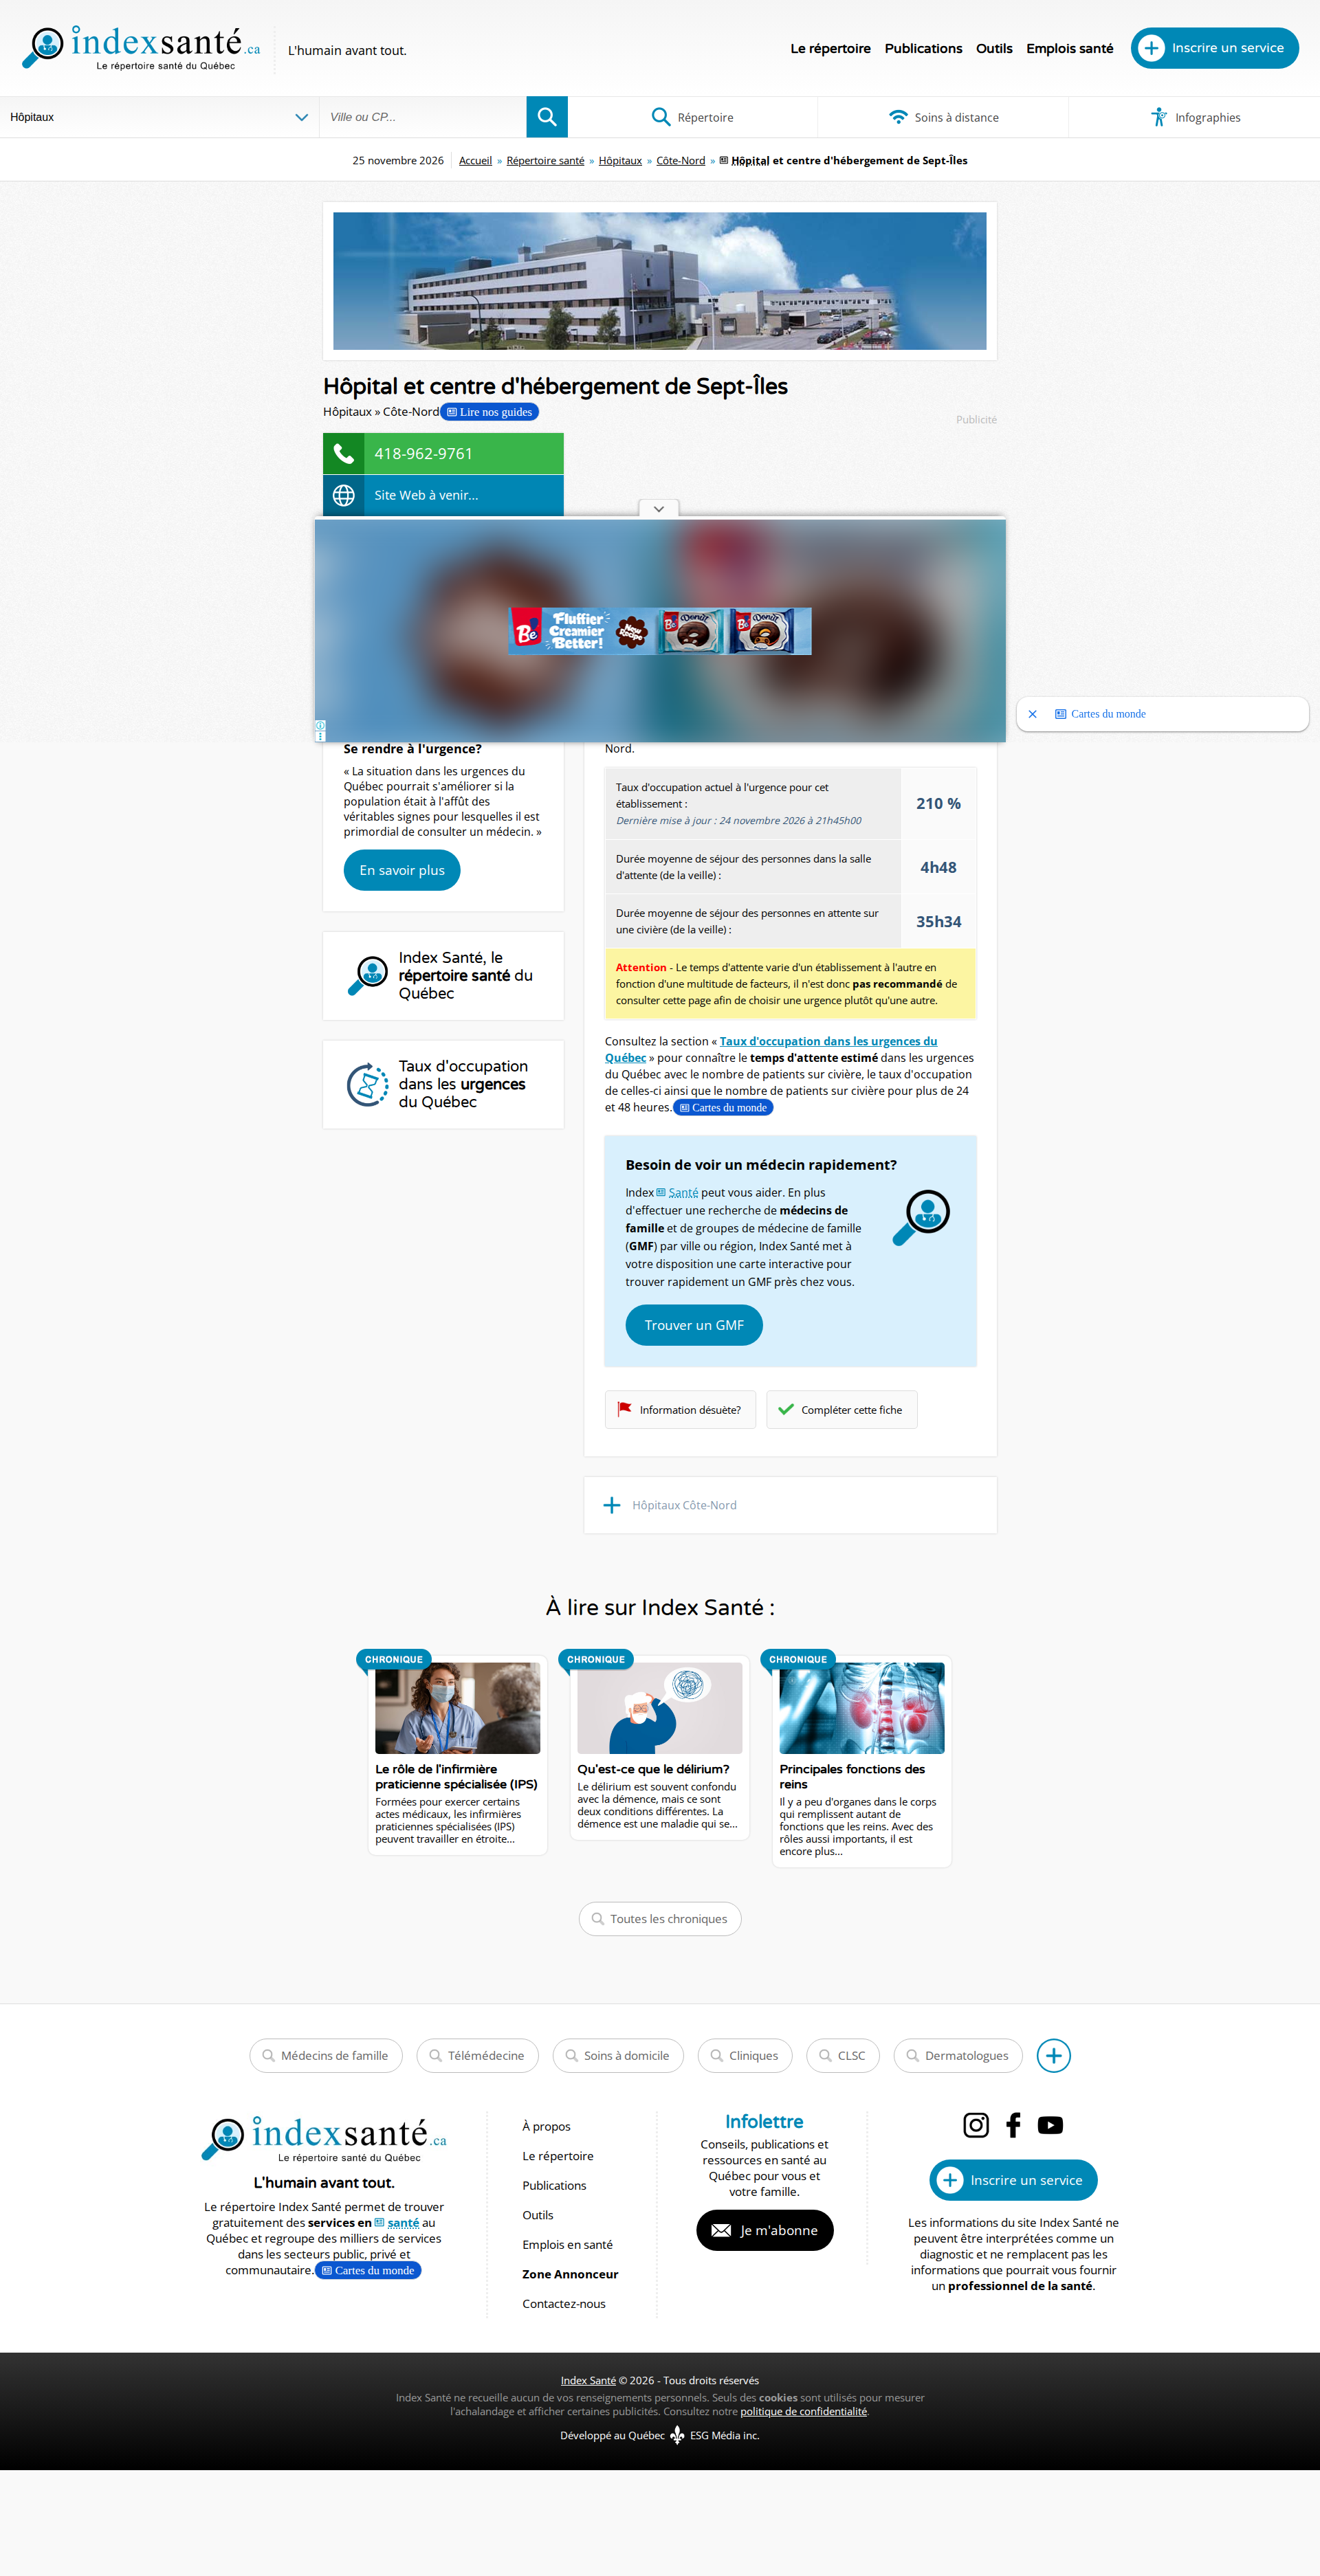 indexsanté.ca
Le répertoire santé du Québec
L'humain avant tout.
Le répertoire
Publications
Outils
Emplois santé
Inscrire un service
Hôpitaux
Ville ou CP...
Répertoire
Soins à distance
Infographies
25 novembre 2026
Accueil » Répertoire santé » Hôpitaux » Côte-Nord » Hôpital et centre d'hébergement de Sept-Îles
Hôpital et centre d'hébergement de Sept-Îles
Hôpitaux » Côte-Nord Lire nos guides
Publicité
418-962-9761
Site Web à venir...
Be
Fluffier
Creamier
Better!
New
Recipe
Be Donut
Be Donut
Cartes du monde
Se rendre à l'urgence?
« La situation dans les urgences du
Québec pourrait s'améliorer si la
population était à l'affût des
véritables signes pour lesquelles il est
primordial de consulter un médecin. »
En savoir plus
Index Santé, le
répertoire santé du
Québec
Taux d'occupation
dans les urgences
du Québec
Nord.
Taux d'occupation actuel à l'urgence pour cet
établissement :
Dernière mise à jour : 24 novembre 2026 à 21h45h00
210 %
Durée moyenne de séjour des personnes dans la salle
d'attente (de la veille) :
4h48
Durée moyenne de séjour des personnes en attente sur
une civière (de la veille) :
35h34
Attention - Le temps d'attente varie d'un établissement à l'autre en
fonction d'une multitude de facteurs, il n'est donc pas recommandé de
consulter cette page afin de choisir une urgence plutôt qu'une autre.
Consultez la section « Taux d'occupation dans les urgences du
Québec » pour connaître le temps d'attente estimé dans les urgences
du Québec avec le nombre de patients sur civière, le taux d'occupation
de celles-ci ainsi que le nombre de patients sur civière pour plus de 24
et 48 heures. Cartes du monde
Besoin de voir un médecin rapidement?
Index Santé peut vous aider. En plus
d'effectuer une recherche de médecins de
famille et de groupes de médecine de famille
(GMF) par ville ou région, Index Santé met à
votre disposition une carte interactive pour
trouver rapidement un GMF près chez vous.
Trouver un GMF
Information désuète?
Compléter cette fiche
Hôpitaux Côte-Nord
À lire sur Index Santé :
CHRONIQUE
Le rôle de l'infirmière
praticienne spécialisée (IPS)
Formées pour exercer certains
actes médicaux, les infirmières
praticiennes spécialisées (IPS)
peuvent travailler en étroite...
CHRONIQUE
Qu'est-ce que le délirium?
Le délirium est souvent confondu
avec la démence, mais ce sont
deux conditions différentes. La
démence est une maladie qui se...
CHRONIQUE
Principales fonctions des
reins
Il y a peu d'organes dans le corps
qui remplissent autant de
fonctions que les reins. Avec des
rôles aussi importants, il est
encore plus...
Toutes les chroniques
Médecins de famille
Télémédecine
Soins à domicile
Cliniques
CLSC
Dermatologues
indexsanté.ca
Le répertoire santé du Québec
L'humain avant tout.
Le répertoire Index Santé permet de trouver
gratuitement des services en santé au
Québec et regroupe des milliers de services
dans les secteurs public, privé et
communautaire. Cartes du monde
À propos
Le répertoire
Publications
Outils
Emplois en santé
Zone Annonceur
Contactez-nous
Infolettre
Conseils, publications et
ressources en santé au
Québec pour vous et
votre famille.
Je m'abonne
Inscrire un service
Les informations du site Index Santé ne
peuvent être interprétées comme un
diagnostic et ne remplacent pas les
informations que pourrait vous fournir
un professionnel de la santé.
Index Santé © 2026 - Tous droits réservés
Index Santé ne recueille aucun de vos renseignements personnels. Seuls des cookies sont utilisés pour mesurer
l'achalandage et afficher certaines publicités. Consultez notre politique de confidentialité.
Développé au Québec ESG Média inc.